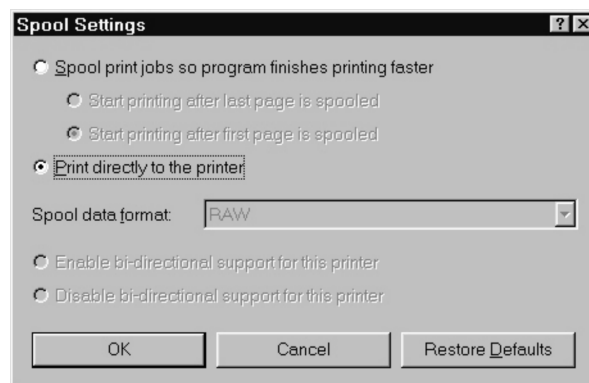 Spool Settings
Spool print jobs so program finishes printing faster
Start printing after last page is spooled
Start printing after first page is spooled
Print directly to the printer
Spool data format: RAW
Enable bi-directional support for this printer
Disable bi-directional support for this printer
OK Cancel Restore Defaults